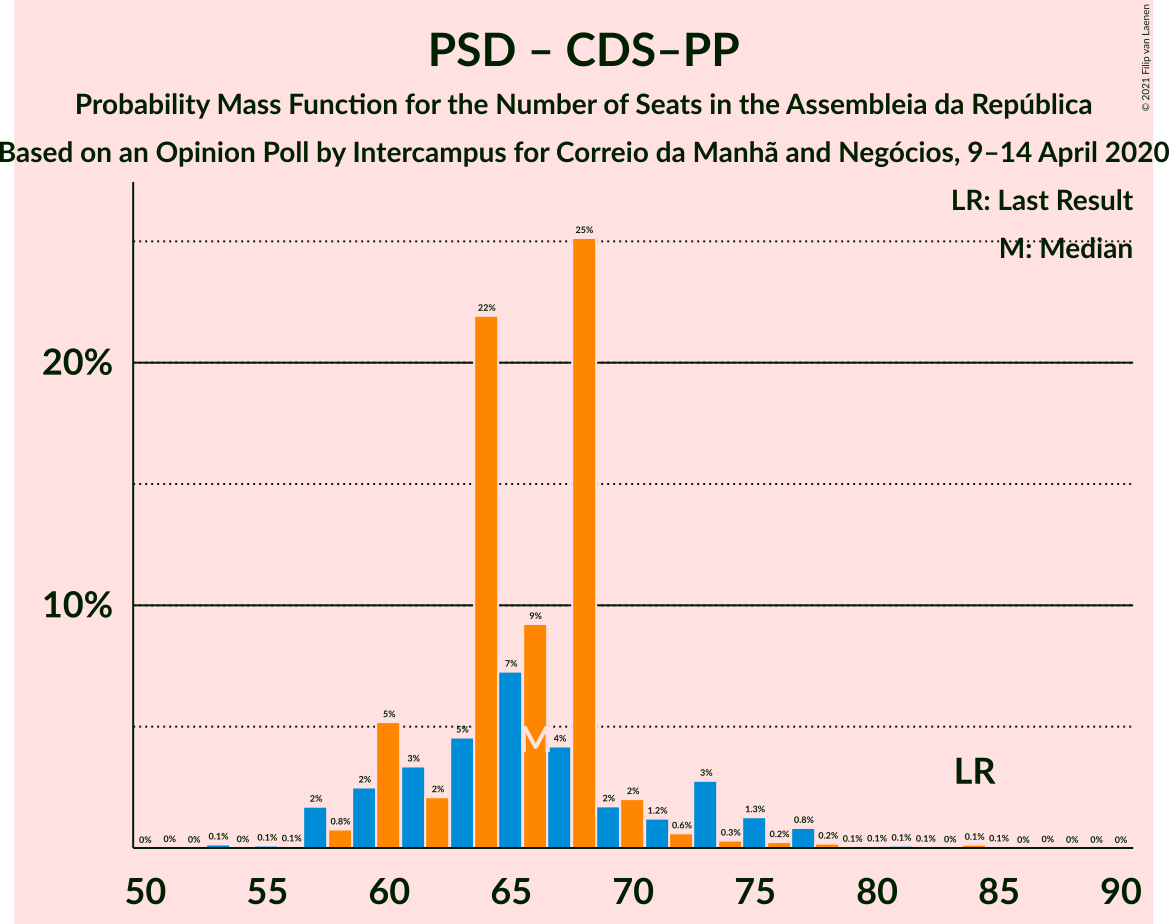 PSD – CDS–PP
Probability Mass Function for the Number of Seats in the Assembleia da República
Based on an Opinion Poll by Intercampus for Correio da Manhã and Negócios, 9–14 April 2020
© 2021 Filip van Laenen
LR: Last Result
M: Median
20%
10%
0% 0% 0% 0.1% 0% 0.1% 0.1% 2% 0.8% 2% 5% 3% 2% 5% 22% 7% 9% 4% 25% 2% 2% 1.2% 0.6% 3% 0.3% 1.3% 0.2% 0.8% 0.2% 0.1% 0.1% 0.1% 0.1% 0% 0.1% 0.1% 0% 0% 0% 0% 0%
M
LR
50 55 60 65 70 75 80 85 90